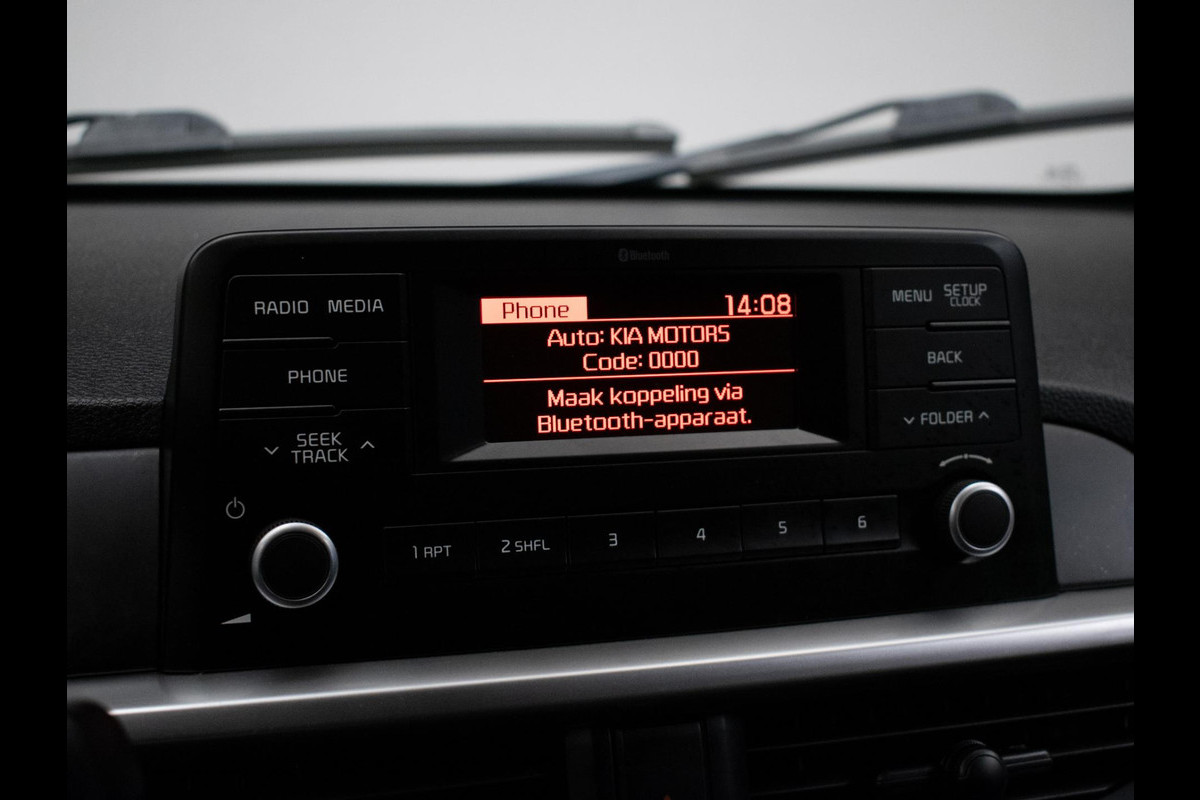 Bluetooth
RADIO MEDIA
PHONE
SEEK
TRACK
Phone 14:08
Auto: KIA MOTORS
Code: 0000
Maak koppeling via
Bluetooth-apparaat.
MENU SETUP
CLOCK
BACK
FOLDER
1 RPT 2 SHFL 3 4 5 6